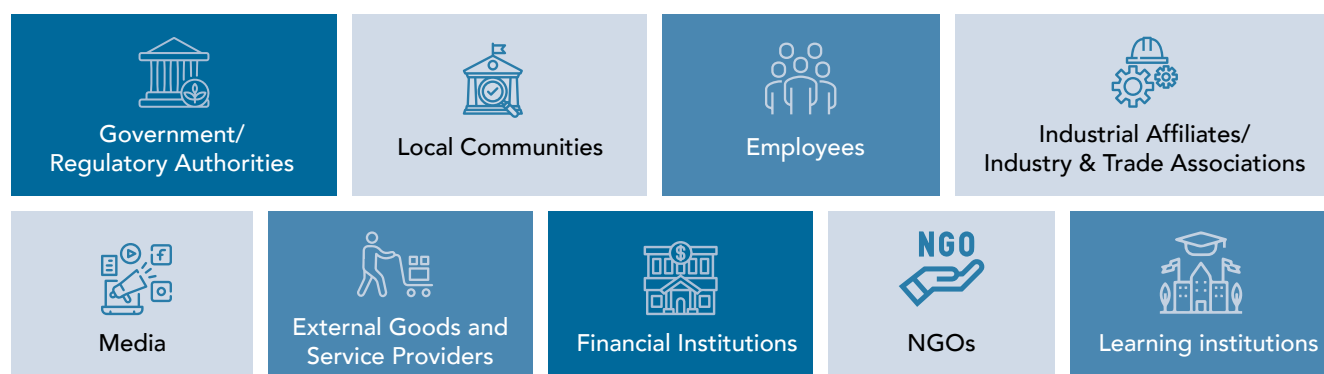 Government/
Regulatory Authorities
Local Communities
Employees
Industrial Affiliates/
Industry & Trade Associations
Media
External Goods and
Service Providers
$
Financial Institutions
NGO
NGOs
Learning institutions